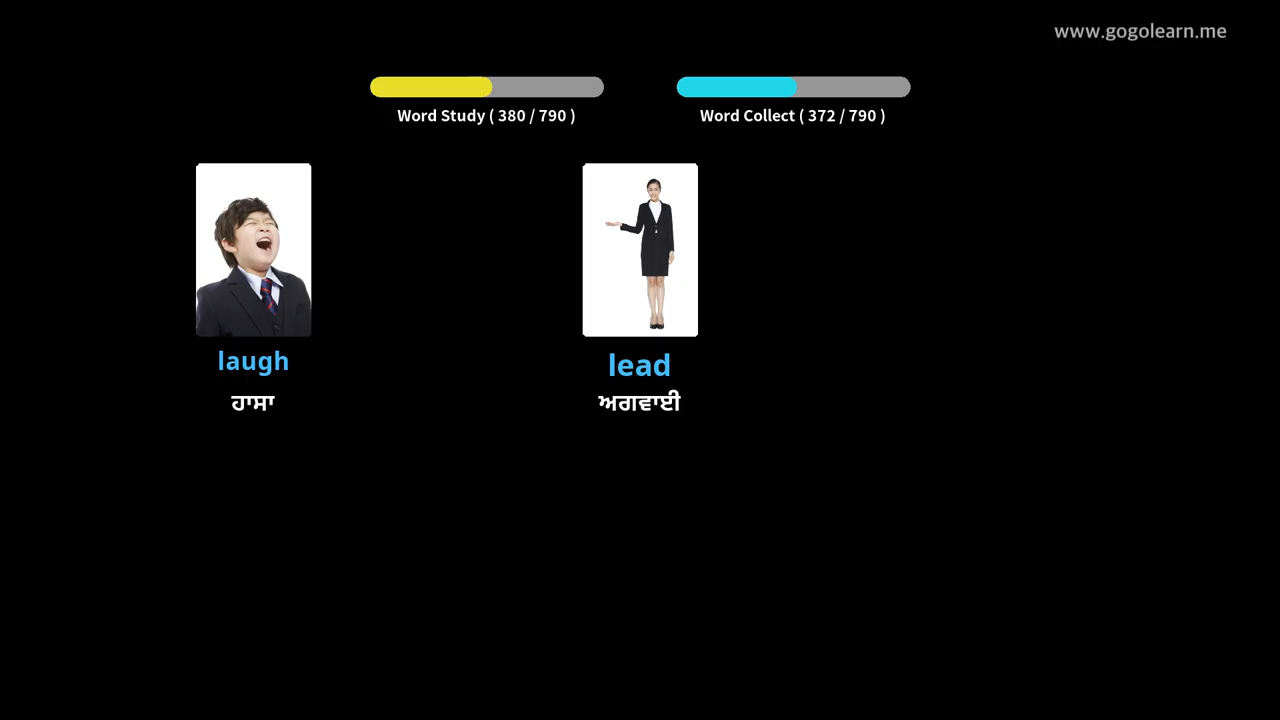 www.gogolearn.me
Word Study ( 380 / 790 )
Word Collect ( 372 / 790 )
laugh
ਹਾਸਾ
lead
ਅਗਵਾਈ